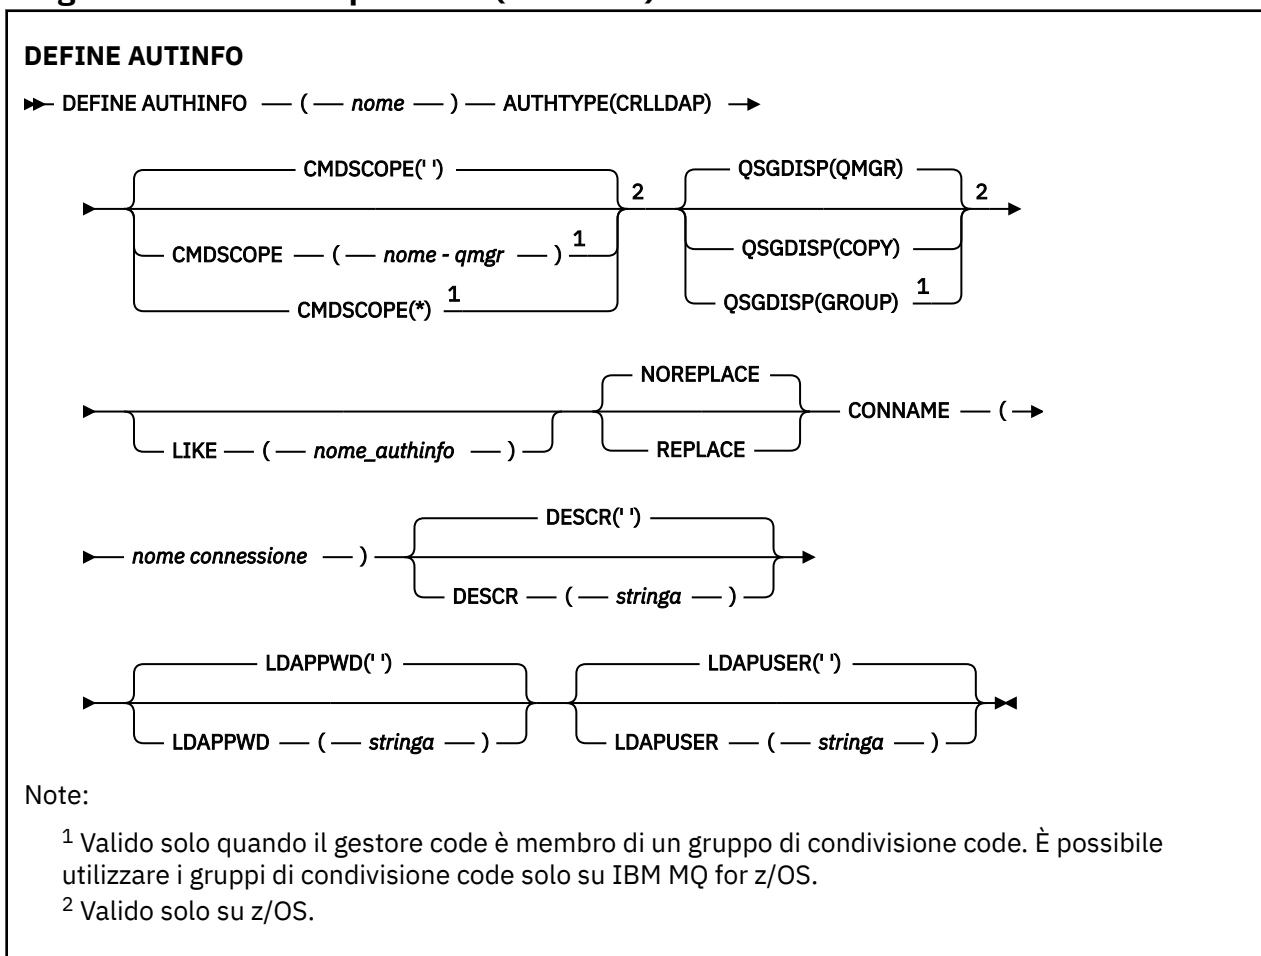 DEFINE AUTINFO
DEFINE AUTHINFO ( nome ) AUTHTYPE(CRLLDAP)
CMDSCOPE(' ')
2
CMDSCOPE ( nome - qmgr ) 1
CMDSCOPE(*) 1
QSGDISP(QMGR)
2
QSGDISP(COPY)
QSGDISP(GROUP) 1
LIKE ( nome_authinfo )
NOREPLACE
REPLACE
CONNAME (
nome connessione )
DESCR(' ')
DESCR ( stringa )
LDAPPWD(' ')
LDAPPWD ( stringa )
LDAPUSER(' ')
LDAPUSER ( stringa )
Note:
1 Valido solo quando il gestore code è membro di un gruppo di condivisione code. È possibile
utilizzare i gruppi di condivisione code solo su IBM MQ for z/OS.
2 Valido solo su z/OS.